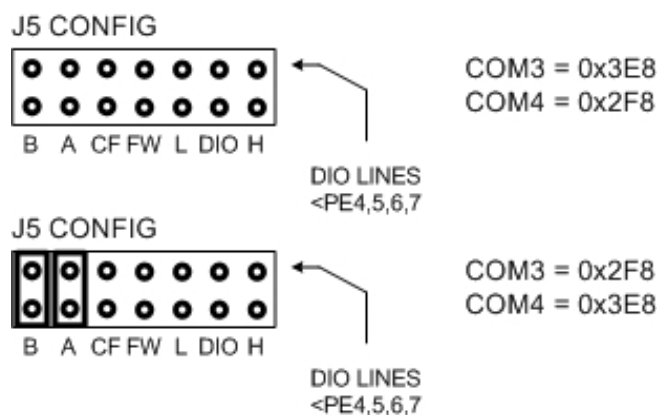 J5 CONFIG
COM3 = 0x3E8
COM4 = 0x2F8
B A CF FW L DIO H
DIO LINES
<PE4,5,6,7
J5 CONFIG
COM3 = 0x2F8
COM4 = 0x3E8
B A CF FW L DIO H
DIO LINES
<PE4,5,6,7